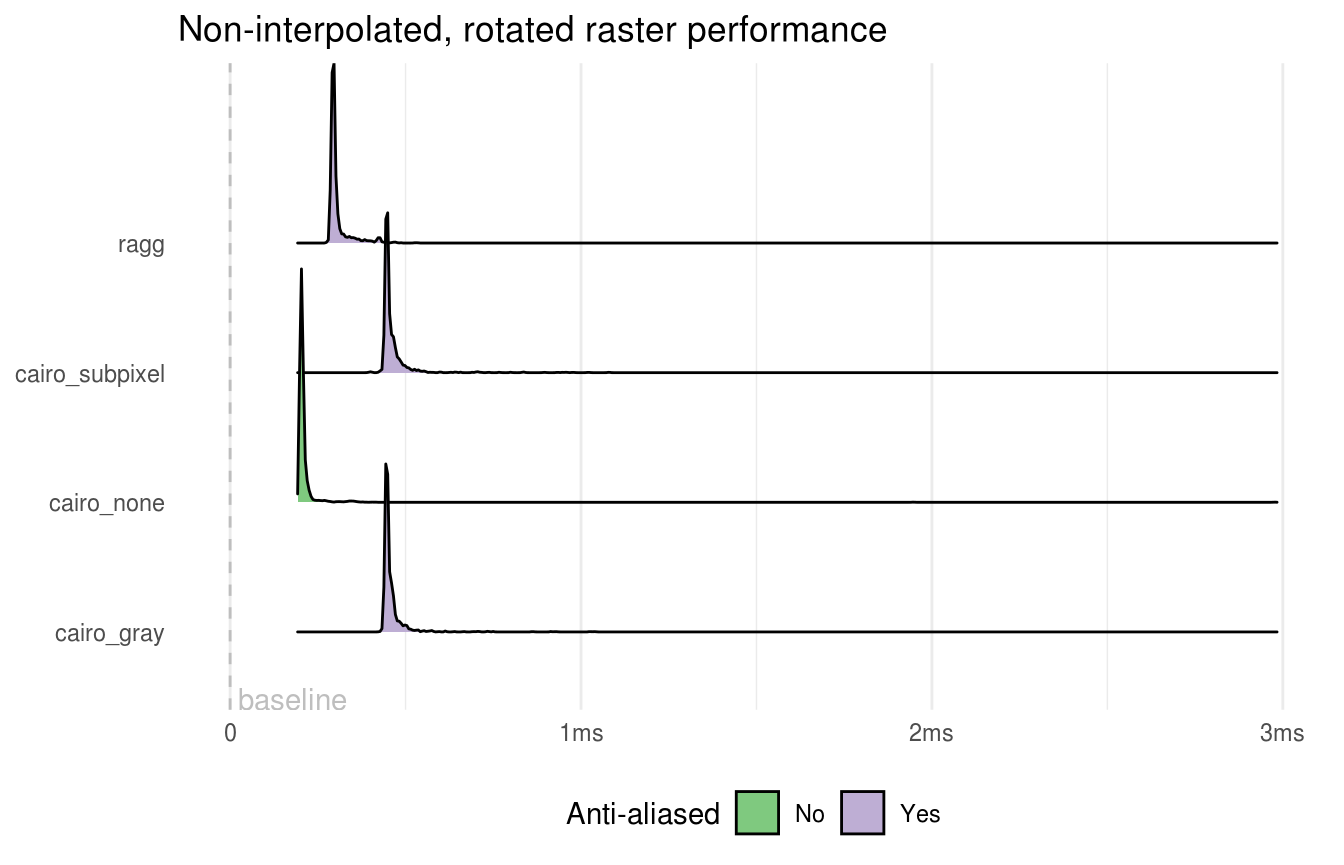 Non-interpolated, rotated raster performance
ragg
cairo_subpixel
cairo_none
cairo_gray
baseline
0 1ms 2ms 3ms
Anti-aliased No Yes